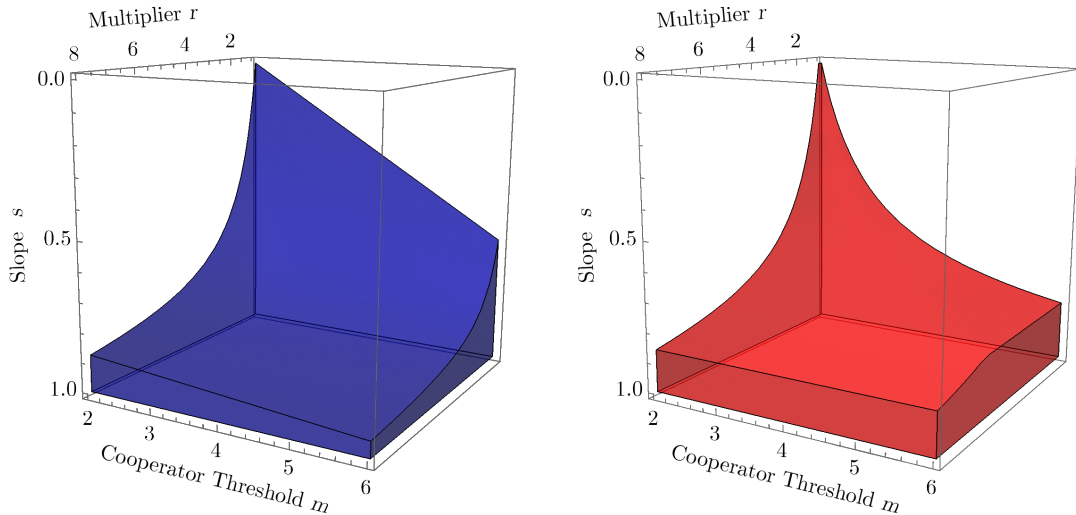 Multiplier r
8 6 4 2
0.0
0.5
1.0
Slope s
2 3 4 5 6
Cooperator Threshold m
Multiplier r
8 6 4 2
0.0
0.5
1.0
Slope s
2 3 4 5 6
Cooperator Threshold m